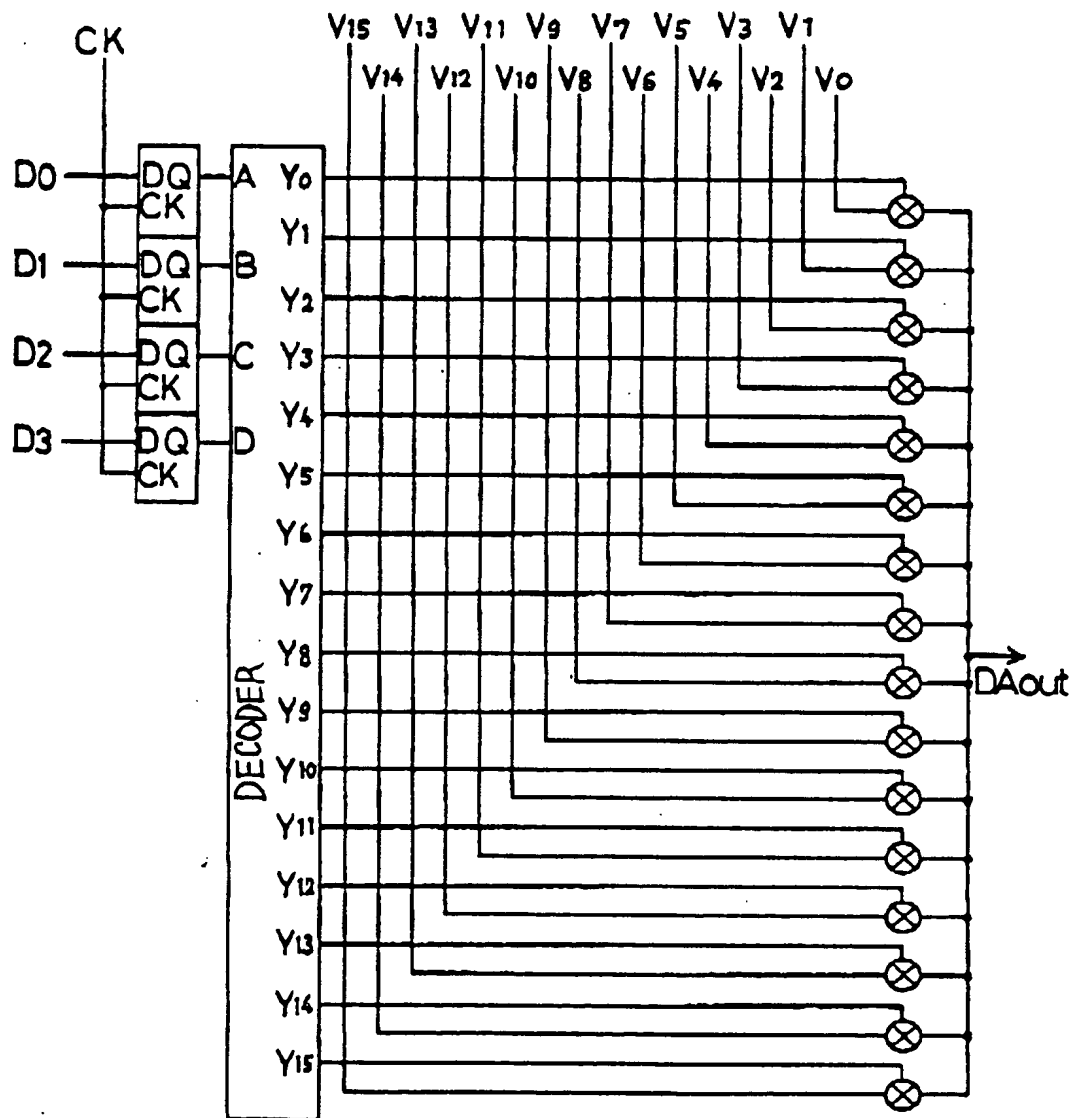 CK
V15 V13 V11 V9 V7 V5 V3 V1
V14 V12 V10 V8 V6 V4 V2 V0
D0 DQ A Y0
CK
Y1
D1 DQ B
CK
Y2
D2 DQ C Y3
CK
Y4
D3 DQ D
CK
Y5
Y6
Y7
Y8
DAout
DECODER
Y9
Y10
Y11
Y12
Y13
Y14
Y15